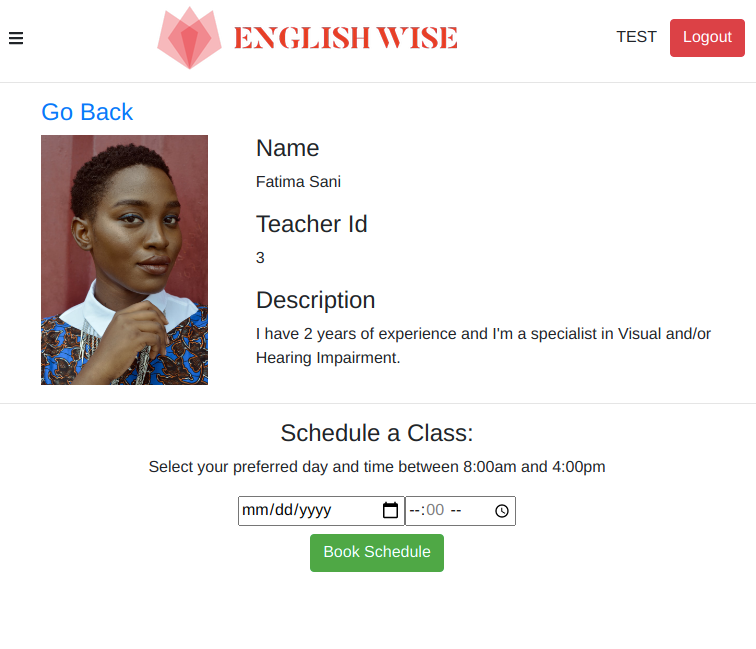 ENGLISH WISE
TEST
Logout
Go Back
Name
Fatima Sani
Teacher Id
3
Description
I have 2 years of experience and I'm a specialist in Visual and/or
Hearing Impairment.
Schedule a Class:
Select your preferred day and time between 8:00am and 4:00pm
mm/dd/yyyy
--:00 --
Book Schedule